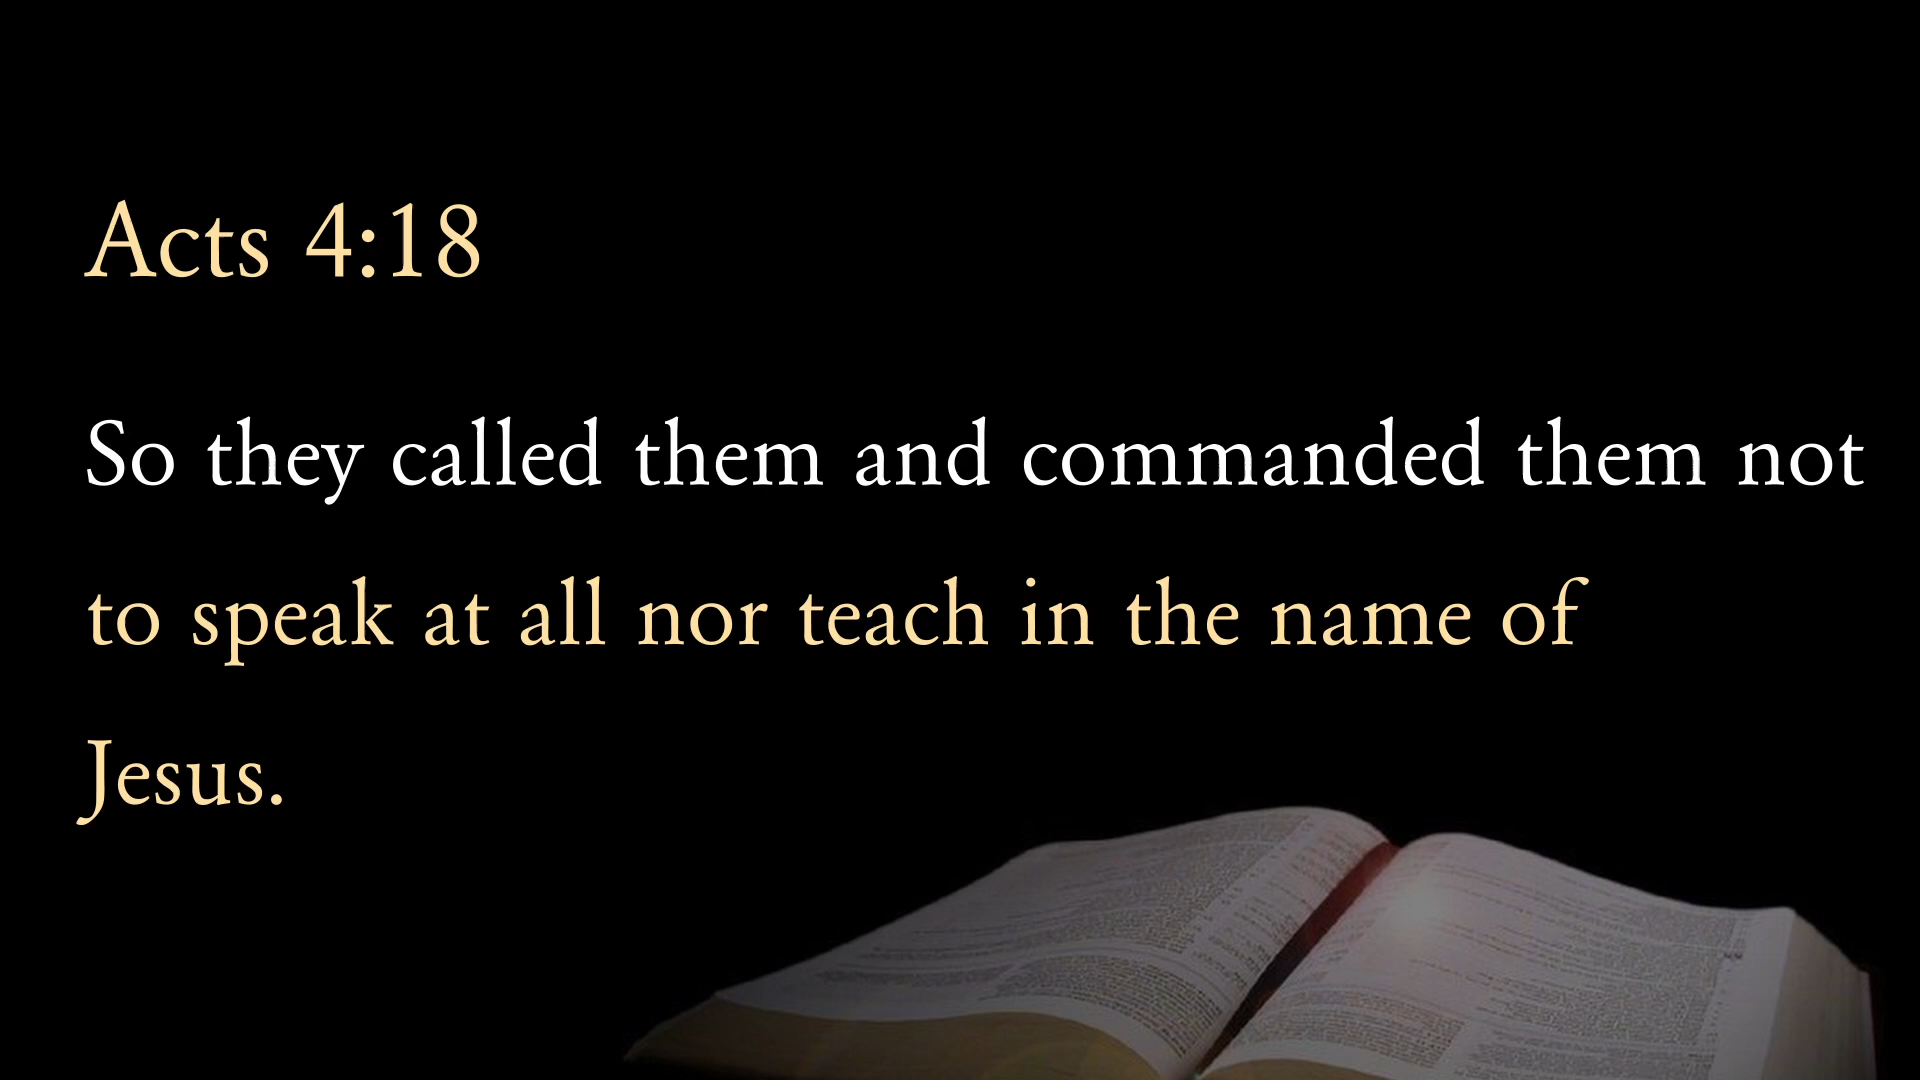 Acts 4:18
So they called them and commanded them not
to speak at all nor teach in the name of
Jesus.